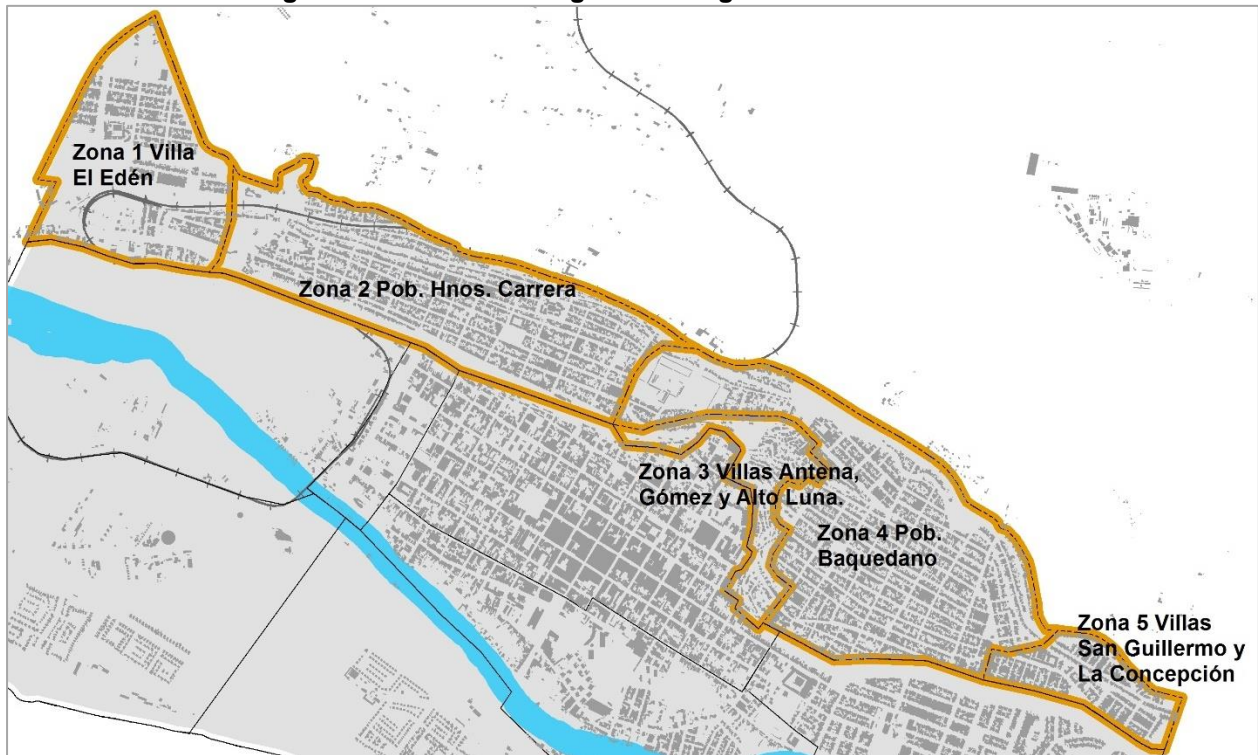 Zona 1 Villa
El Edén
Zona 2 Pob. Hnos. Carrera
Zona 3 Villas Antena,
Gómez y Alto Luna.
Zona 4 Pob.
Baquedano
Zona 5 Villas
San Guillermo y
La Concepción